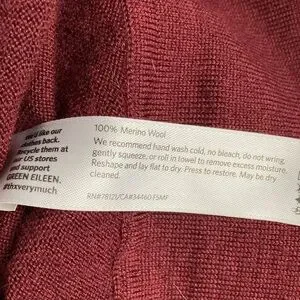 We'd like our
clothes back.
Recycle them at
our US stores
and support
GREEN EILEEN.
#thxverymuch
100% Merino Wool
We recommend hand wash cold, no bleach, do not wring,
gently squeeze, or roll in towel to remove excess moisture.
Reshape and lay flat to dry. Press to restore. May be dry
cleaned.
RN#78121/CA#34460 FSMF